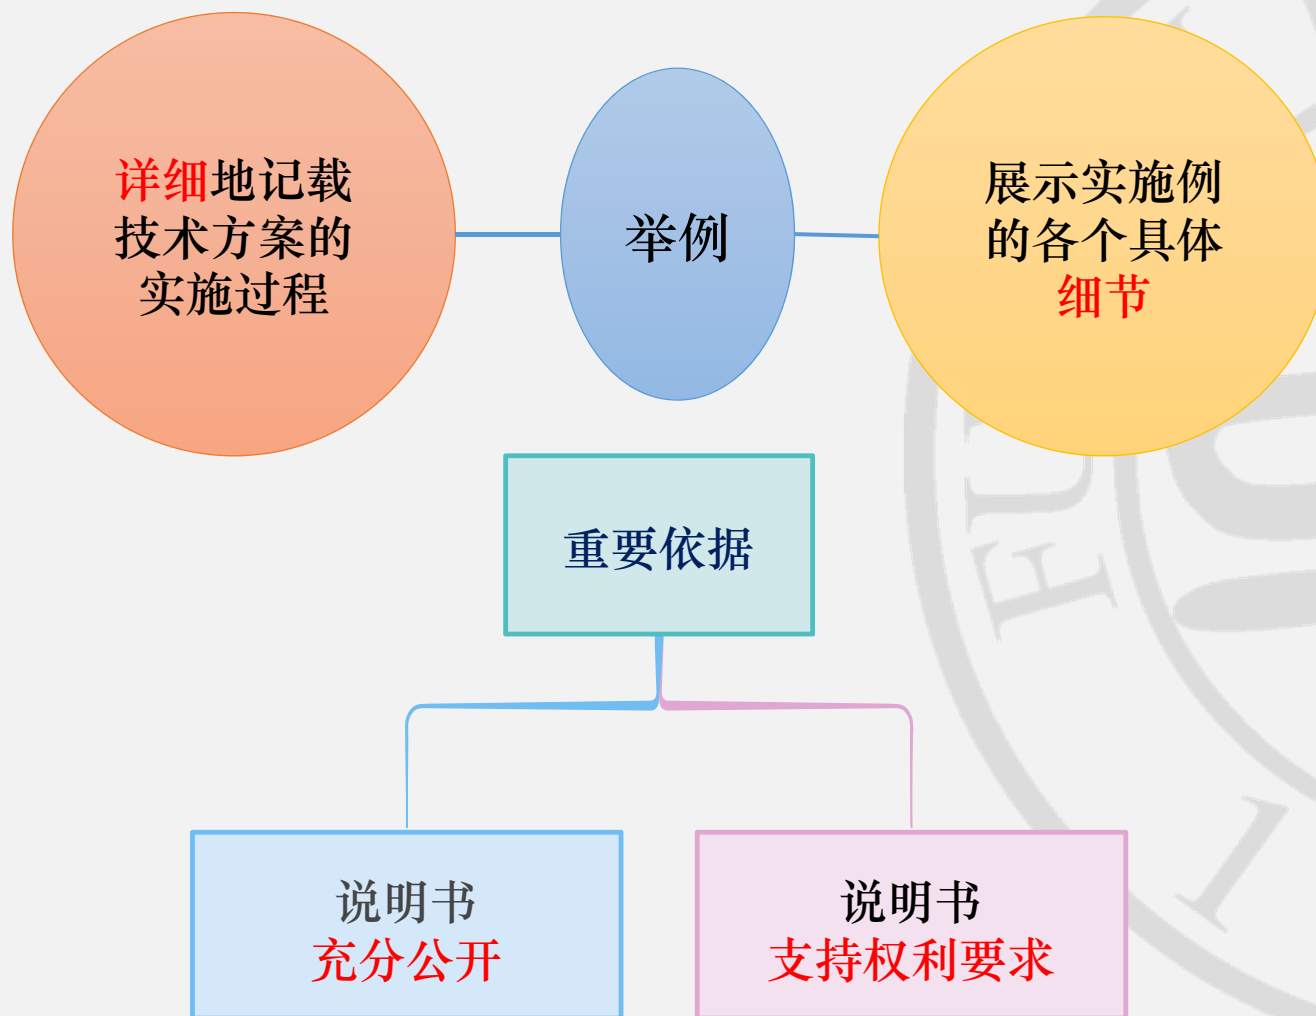 详细地记载
技术方案的
实施过程
举例
展示实施例
的各个具体
细节
重要依据
说明书
充分公开
说明书
支持权利要求